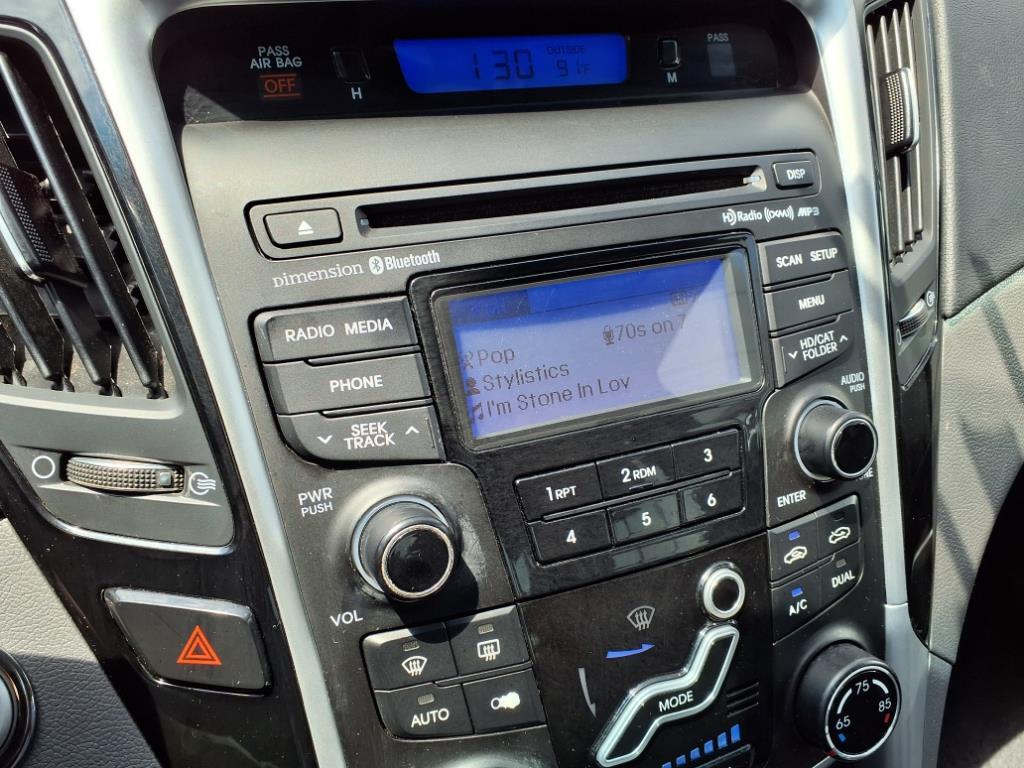 PASS
AIR BAG
OFF
H
1 30
OUTSIDE
91°F
M
PASS
DISP
HD Radio ((XM)) MP3
Dimension Bluetooth
RADIO MEDIA
PHONE
SEEK
TRACK
70s on 7
Pop
Stylistics
I'm Stone In Lov
SCAN SETUP
MENU
HD/CAT
FOLDER
AUDIO
PUSH
1 RPT
2 RDM
3
4
5
6
PWR
PUSH
VOL
ENTER
A/C
DUAL
AUTO
MODE
65
75
85